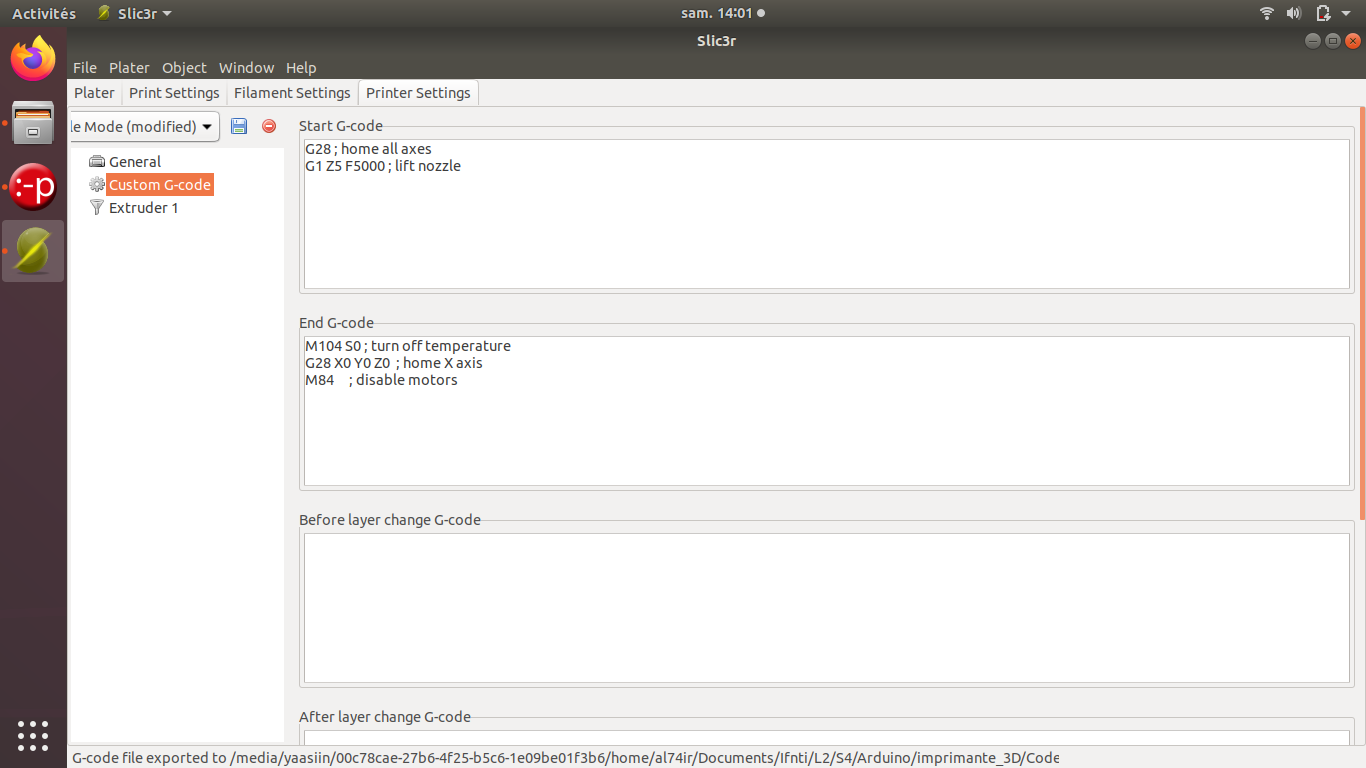 Activités
Slic3r
sam. 14:01
Slic3r
File Plater Object Window Help
Plater Print Settings Filament Settings Printer Settings
le Mode (modified)
General
Custom G-code
Extruder 1
Start G-code
G28 ; home all axes
G1 Z5 F5000 ; lift nozzle
End G-code
M104 S0 ; turn off temperature
G28 X0 Y0 Z0  ; home X axis
M84     ; disable motors
Before layer change G-code
After layer change G-code
G-code file exported to /media/yaasiin/00c78cae-27b6-4f25-b5c6-1e09be01f3b6/home/al74ir/Documents/Ifnti/L2/S4/Arduino/imprimante_3D/Code